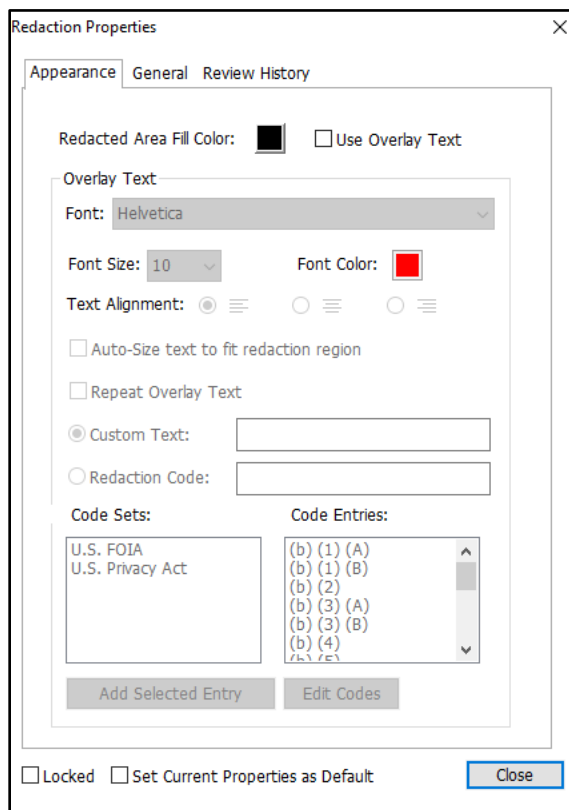 Redaction Properties
Appearance General Review History
Redacted Area Fill Color: Use Overlay Text
Overlay Text
Font: Helvetica
Font Size: 10 Font Color:
Text Alignment:
Auto-Size text to fit redaction region
Repeat Overlay Text
Custom Text:
Redaction Code:
Code Sets: Code Entries:
U.S. FOIA (b) (1) (A)
U.S. Privacy Act (b) (1) (B)
(b) (2)
(b) (3) (A)
(b) (3) (B)
(b) (4)
(b) (5)
Add Selected Entry Edit Codes
Locked Set Current Properties as Default Close